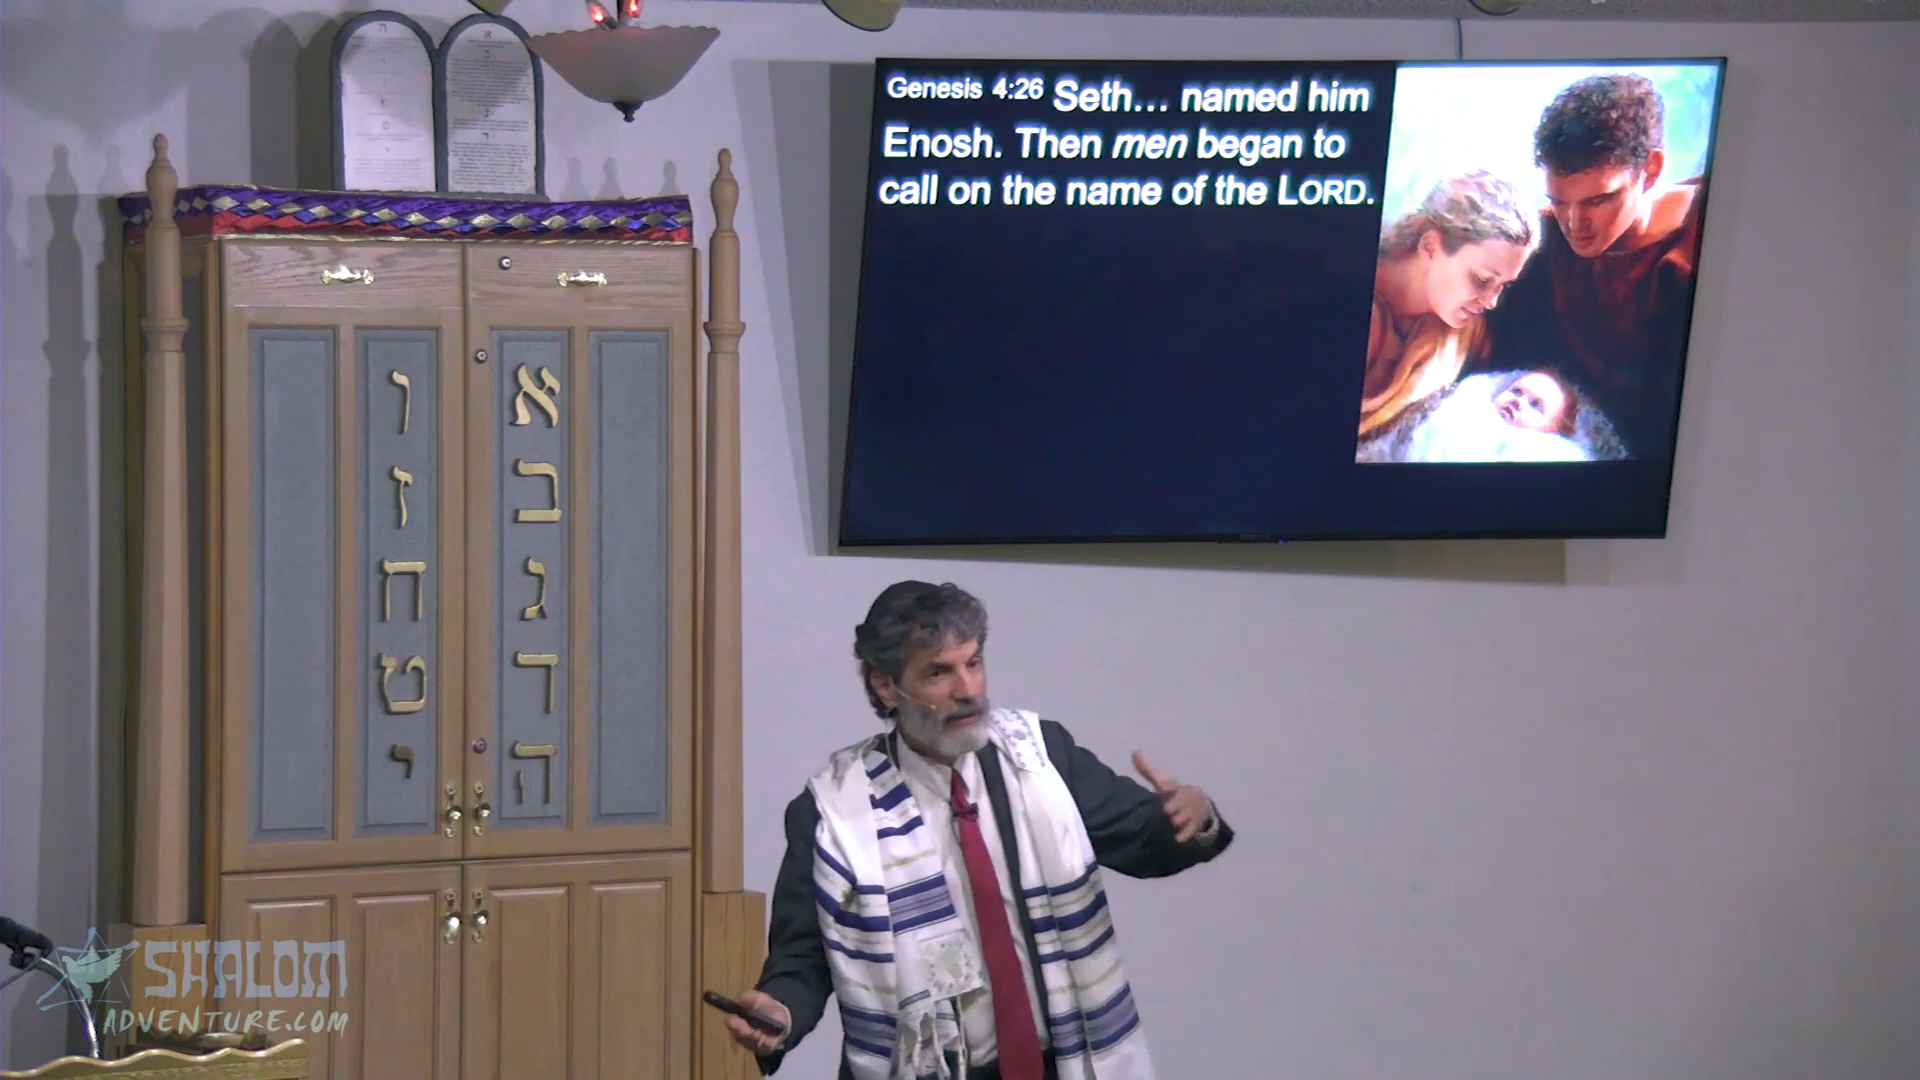 Genesis 4:26 Seth... named him
Enosh. Then men began to
call on the name of the LORD.
א
ב
ג
ד
ה
ו
ז
ח
ט
י
SHALOM
ADVENTURE.COM